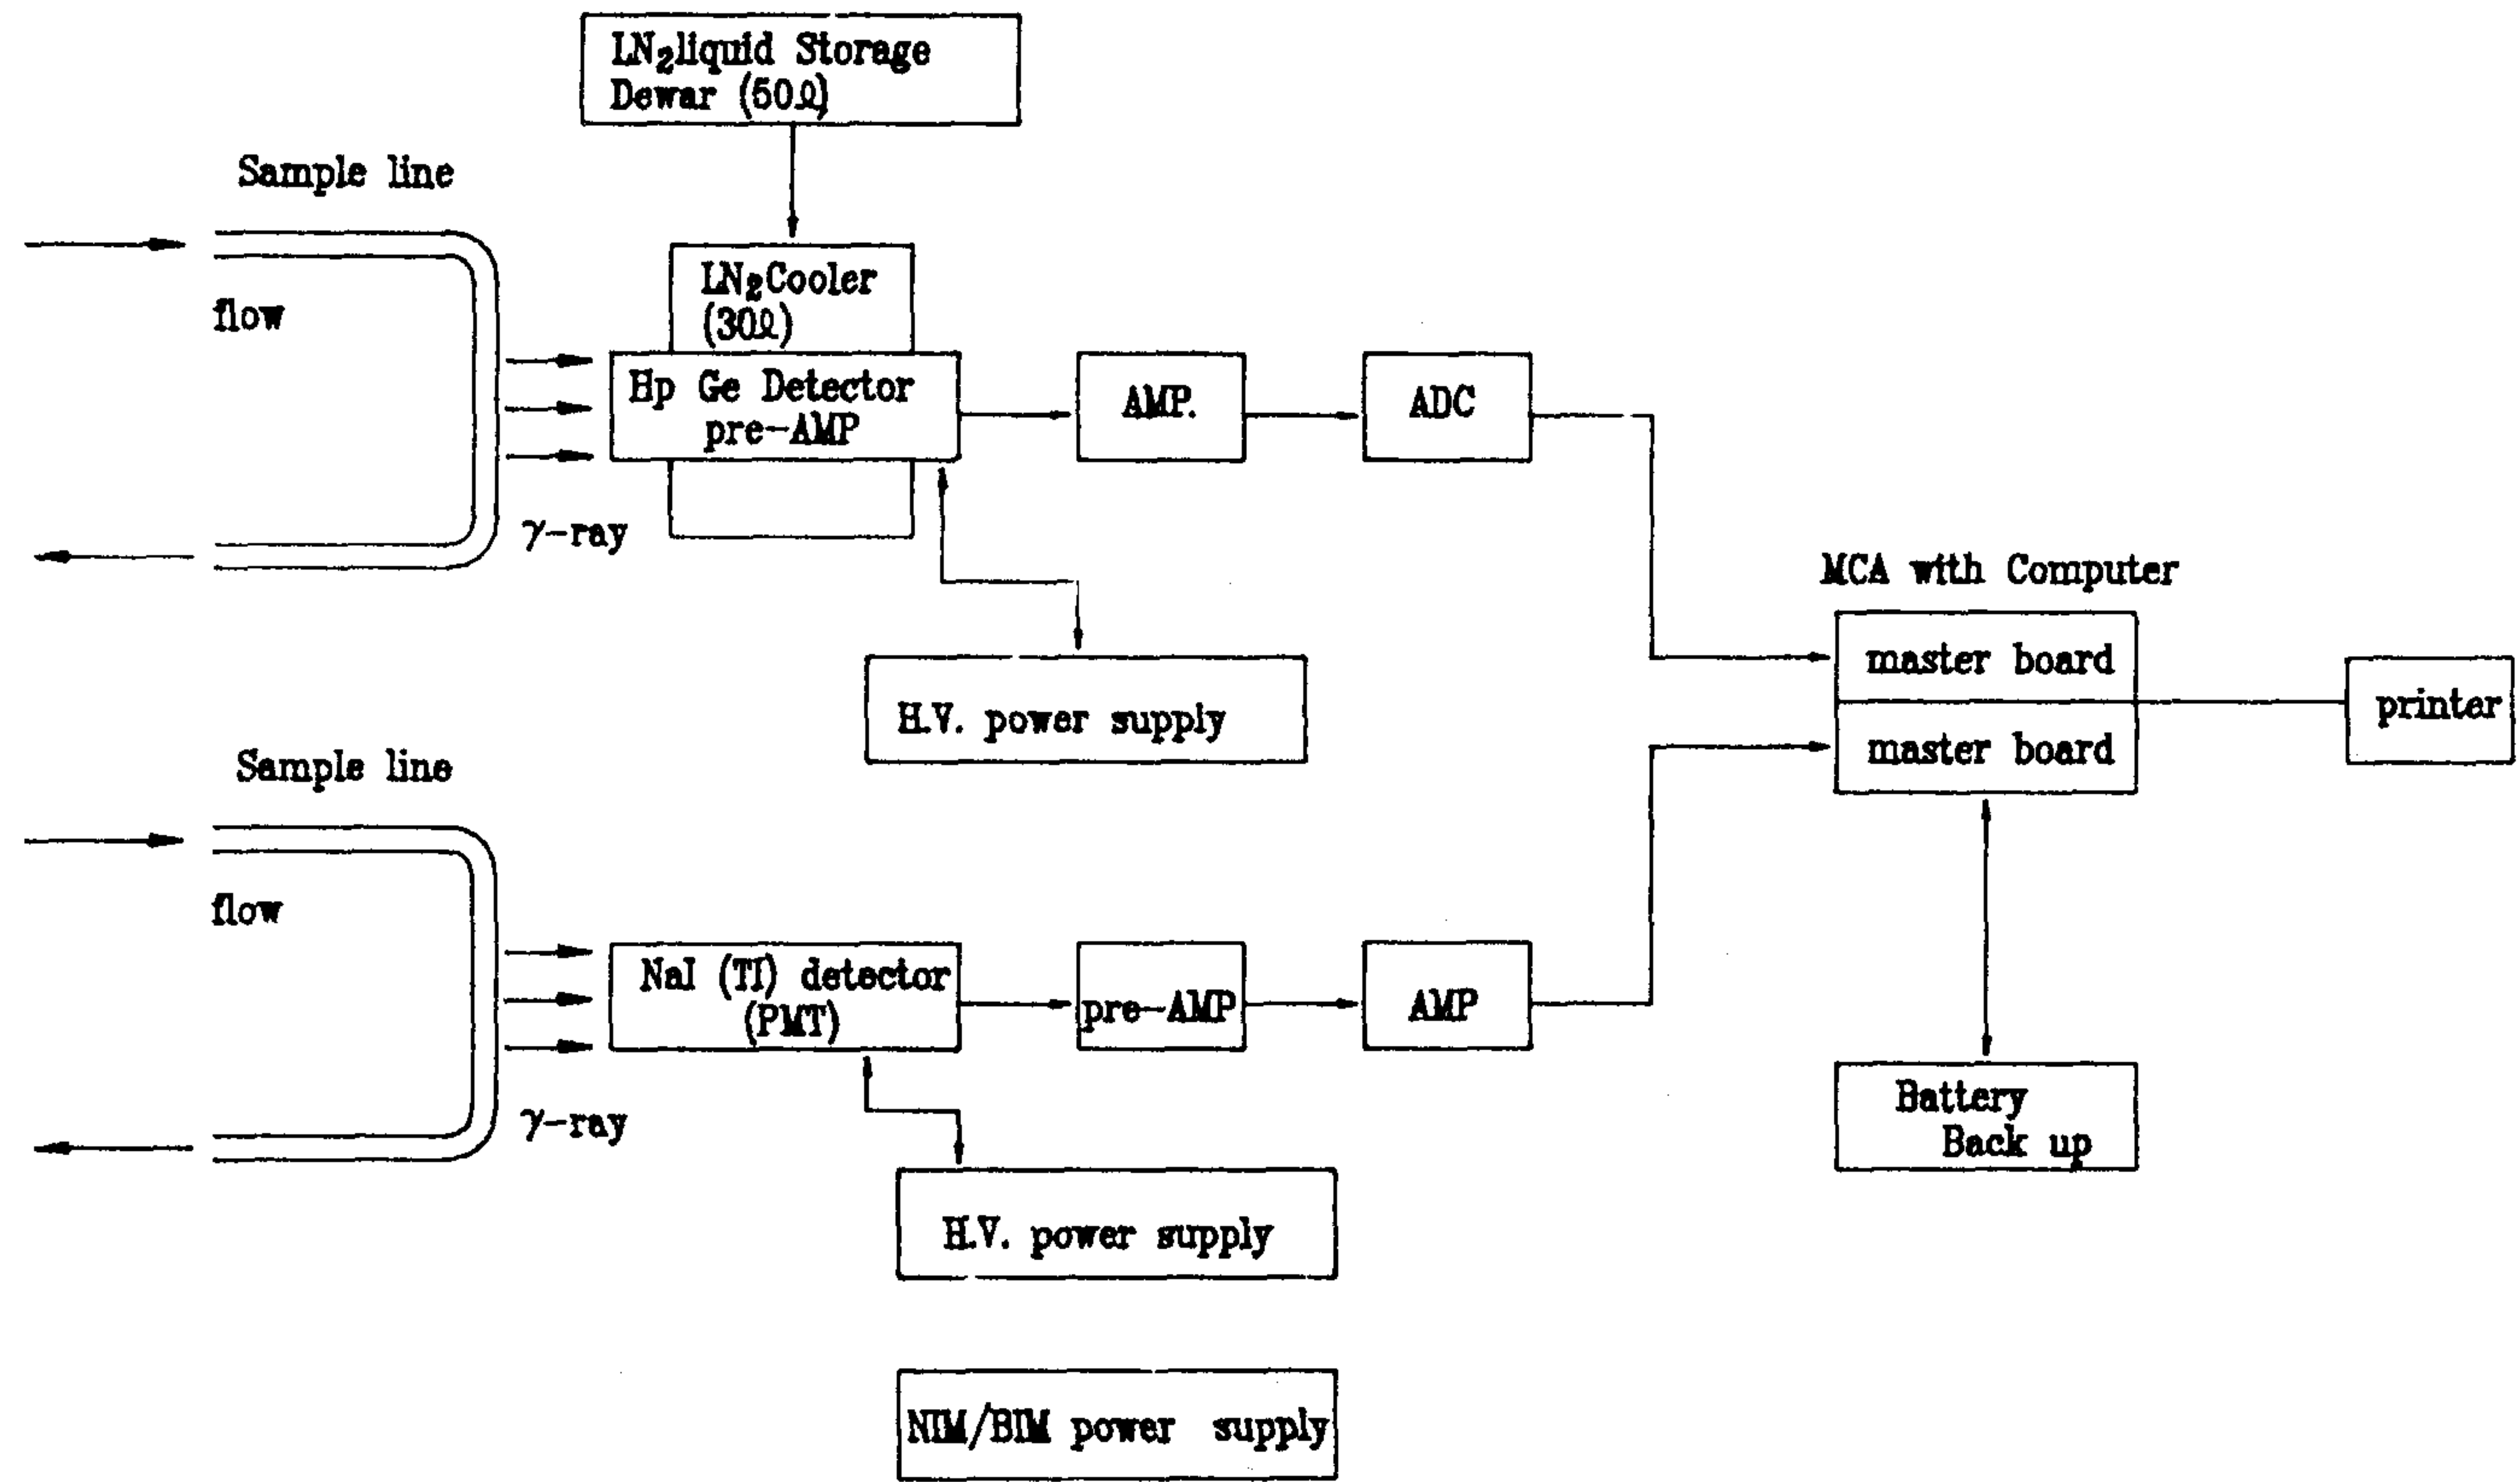 LN₂liquid Storage
Dewar (50ℓ)
Sample line
flow
LN₂Cooler
(30ℓ)
Hp Ge Detector
pre-AMP
AMP.
ADC
γ-ray
H.V. power supply
MCA with Computer
master board
master board
printer
Sample line
flow
NaI (Tl) detector
(PMT)
pre-AMP
AMP
γ-ray
Battery
Back up
H.V. power supply
NIM/BIM power supply